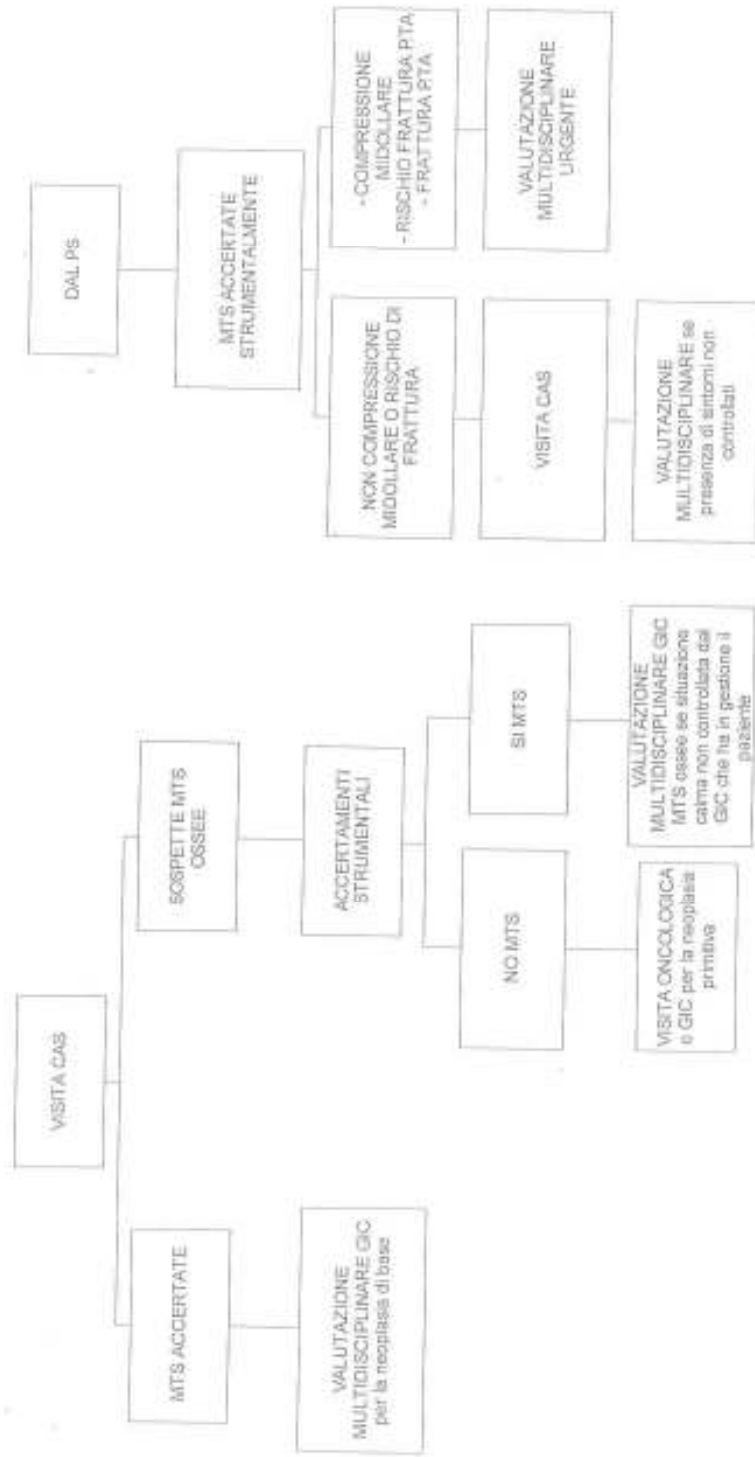 VISITA CAS
MTS ACCERTATE
VALUTAZIONE
MULTIDISCIPLINARE GIC
per la neoplasia di base
SOSPETTE MTS
OSSEE
ACCERTAMENTI
STRUMENTALI
NO MTS
VISITA ONCOLOGICA
o GIC per la neoplasia
primitiva
SI MTS
VALUTAZIONE
MULTIDISCIPLINARE GIC
MTS ossee se situazione
non controllata dal
GIC che ha in gestione il
paziente
DAL PS
MTS ACCERTATE
STRUMENTALMENTE
NON COMPRESSIONE
MIDOLLARE O RISCHIO DI
FRATTURA
VISITA CAS
VALUTAZIONE
MULTIDISCIPLINARE se
presenza di sintomi non
controllati
- COMPRESSIONE
MIDOLLARE
- RISCHIO FRATTURA P.TA
- FRATTURA P.TA
VALUTAZIONE
MULTIDISCIPLINARE
URGENTE